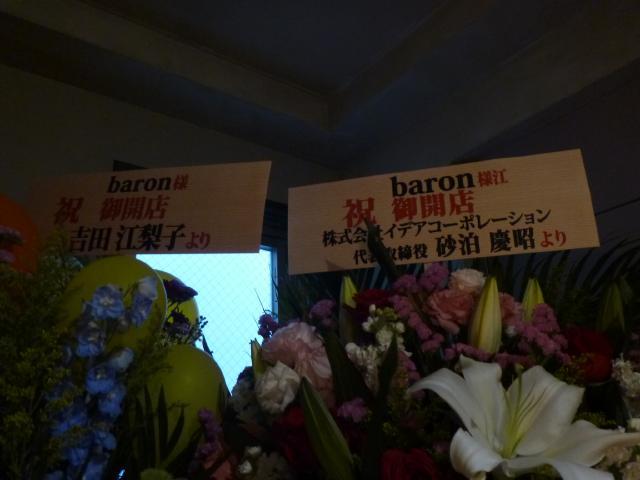 baron様
祝 御開店
吉田 江梨子より
baron様江
祝 御開店
株式会社イデアコーポレーション
代表取締役 砂泊 慶昭より